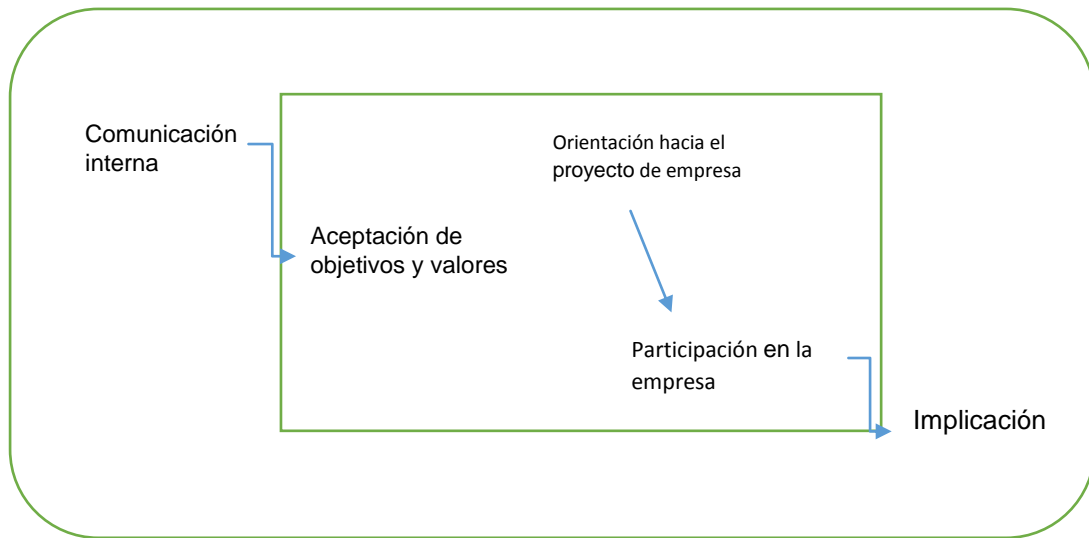 Comunicación
interna
Orientación hacia el
proyecto de empresa
Aceptación de
objetivos y valores
Participación en la
empresa
Implicación